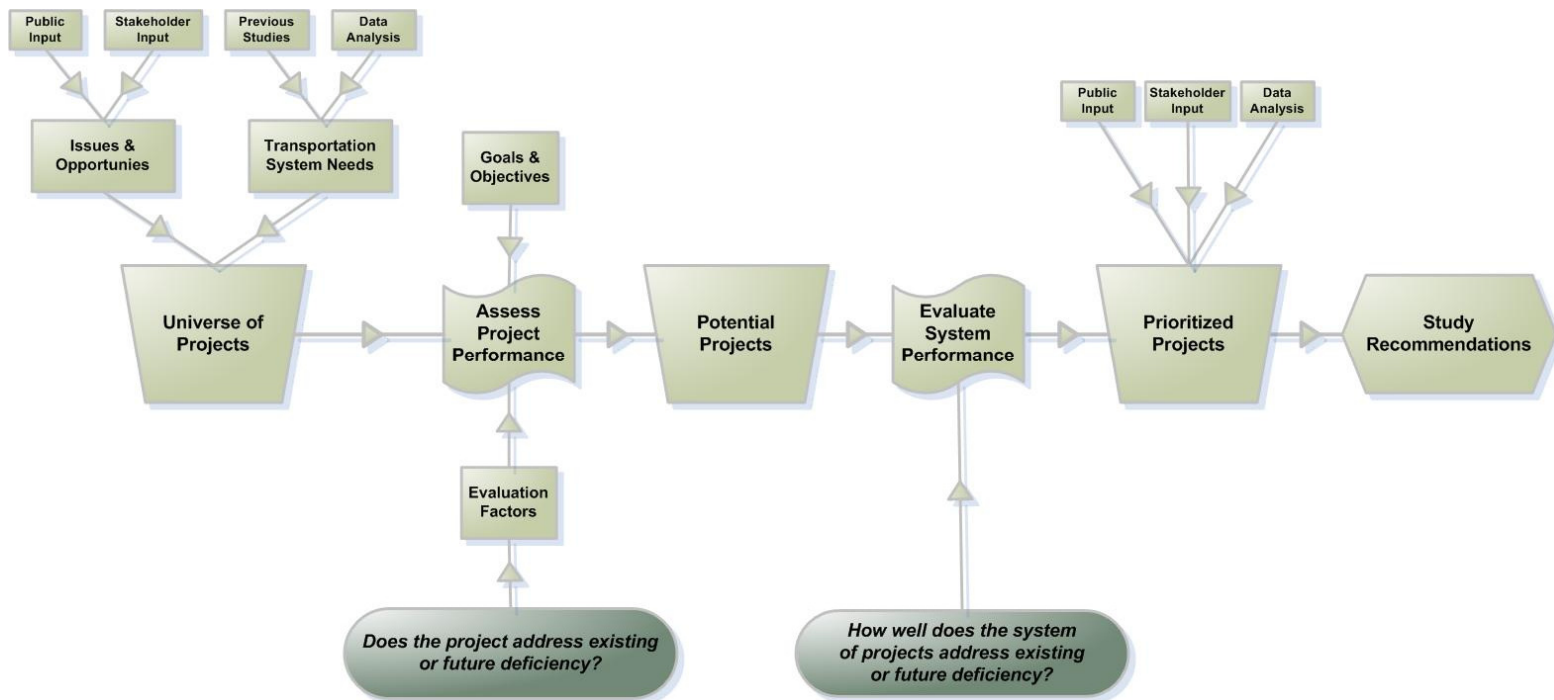 Public
Input
Stakeholder
Input
Previous
Studies
Data
Analysis
Issues &
Opportunies
Transportation
System Needs
Goals &
Objectives
Public
Input
Stakeholder
Input
Data
Analysis
Universe of
Projects
Assess
Project
Performance
Potential
Projects
Evaluate
System
Performance
Prioritized
Projects
Study
Recommendations
Evaluation
Factors
Does the project address existing
or future deficiency?
How well does the system
of projects address existing
or future deficiency?